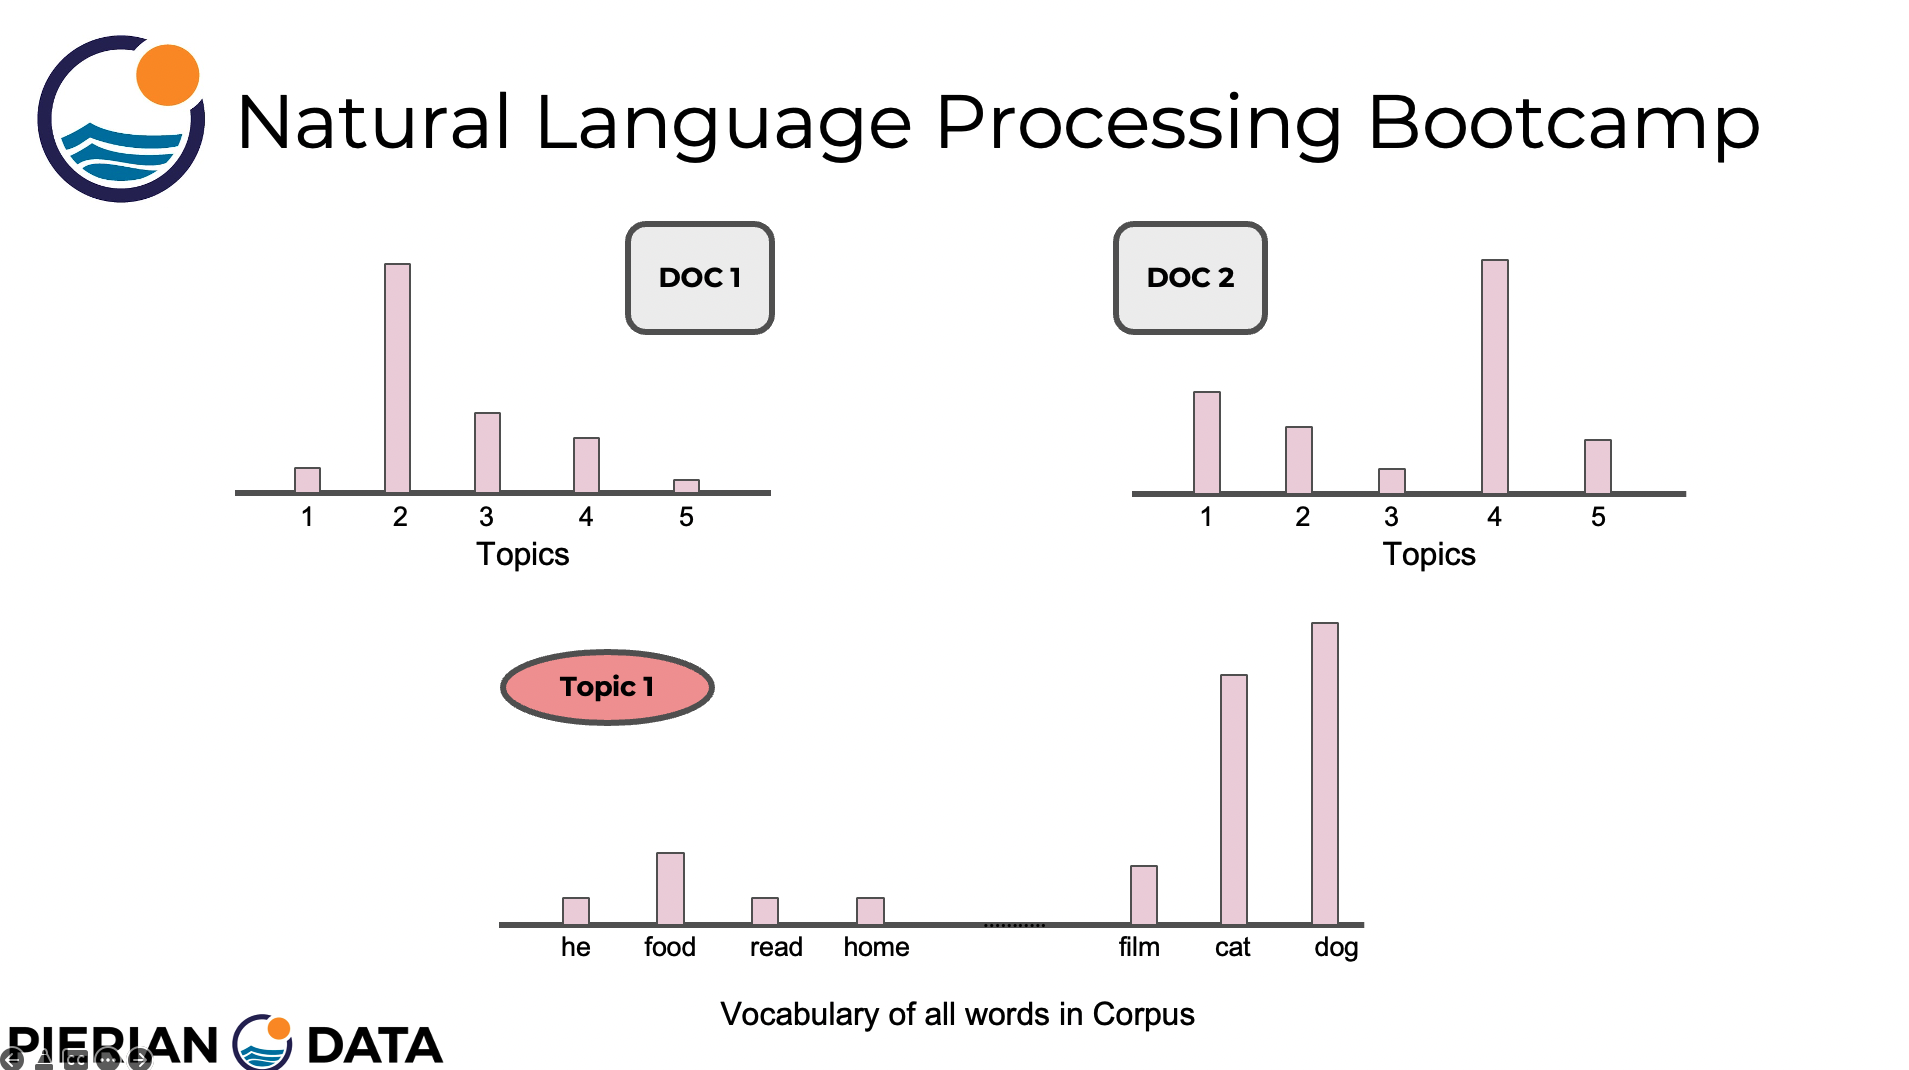 Natural Language Processing Bootcamp
DOC 1
DOC 2
1 2 3 4 5
Topics
1 2 3 4 5
Topics
Topic 1
he food read home ........... film cat dog
Vocabulary of all words in Corpus
PIERIAN DATA
CC